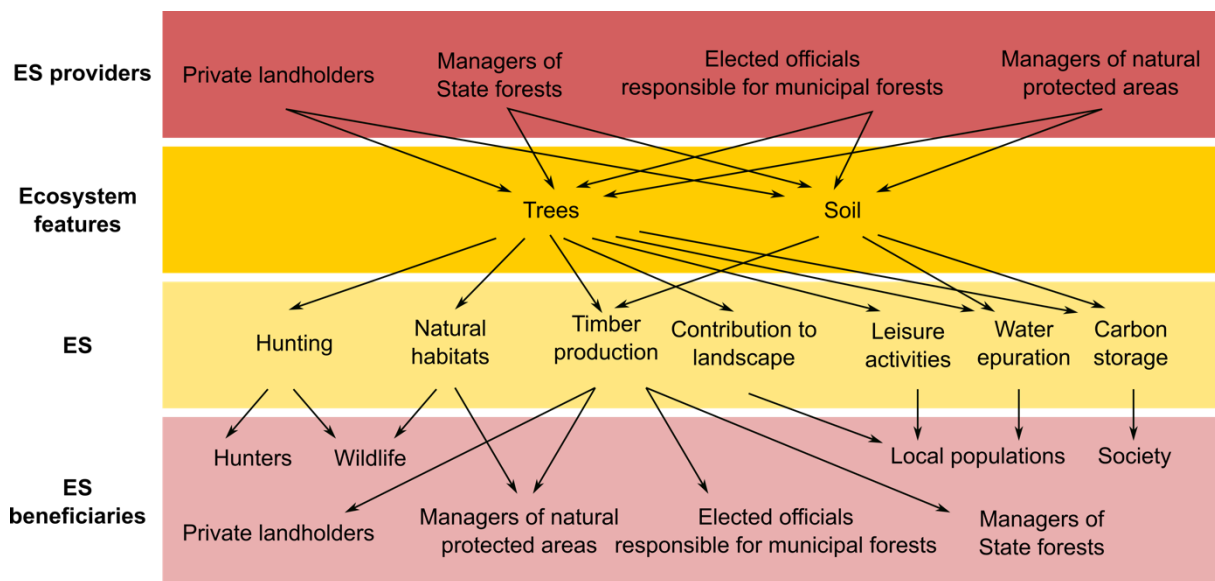 ES providers
Private landholders
Managers of
State forests
Elected officials
responsible for municipal forests
Managers of natural
protected areas
Ecosystem
features
Trees
Soil
ES
Hunting
Natural
habitats
Timber
production
Contribution to
landscape
Leisure
activities
Water
epuration
Carbon
storage
ES
beneficiaries
Hunters
Wildlife
Local populations
Society
Private landholders
Managers of natural
protected areas
Elected officials
responsible for municipal forests
Managers of
State forests